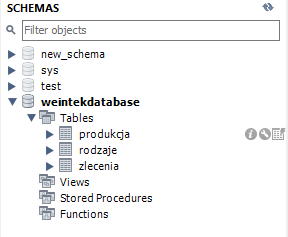 SCHEMAS
Filter objects
new_schema
sys
test
weintekdatabase
Tables
produkcja
rodzaje
zlecenia
Views
Stored Procedures
Functions